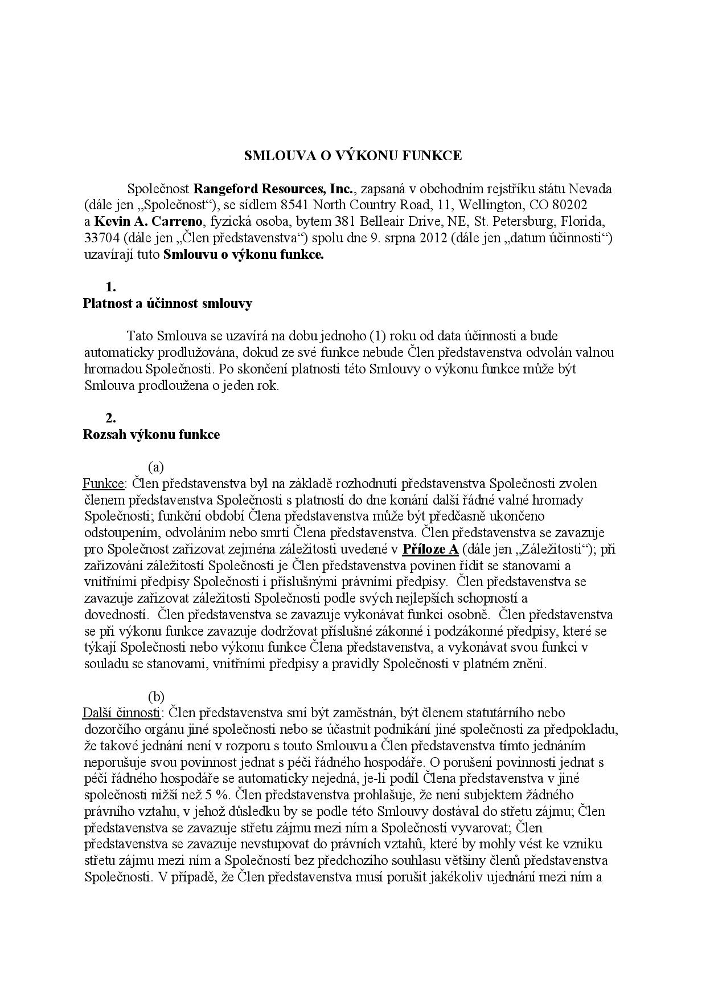 SMLOUVA O VÝKONU FUNKCE
Společnost Rangeford Resources, Inc., zapsaná v obchodním rejstříku státu Nevada
(dále jen „Společnost“), se sídlem 8541 North Country Road, 11, Wellington, CO 80202
a Kevin A. Carreno, fyzická osoba, bytem 381 Belleair Drive, NE, St. Petersburg, Florida,
33704 (dále jen „Člen představenstva“) spolu dne 9. srpna 2012 (dále jen „datum účinnosti“)
uzavírají tuto Smlouvu o výkonu funkce.
1.
Platnost a účinnost smlouvy
Tato Smlouva se uzavírá na dobu jednoho (1) roku od data účinnosti a bude
automaticky prodlužována, dokud ze své funkce nebude Člen představenstva odvolán valnou
hromadou Společnosti. Po skončení platnosti této Smlouvy o výkonu funkce může být
Smlouva prodloužena o jeden rok.
2.
Rozsah výkonu funkce
(a)
Funkce: Člen představenstva byl na základě rozhodnutí představenstva Společnosti zvolen
členem představenstva Společnosti s platností do dne konání další řádné valné hromady
Společnosti; funkční období Člena představenstva může být předčasně ukončeno
odstoupením, odvoláním nebo smrtí Člena představenstva. Člen představenstva se zavazuje
pro Společnost zařizovat zejména záležitosti uvedené v Příloze A (dále jen „Záležitosti“); při
zařizování záležitostí Společnosti je Člen představenstva povinen řídit se stanovami a
vnitřními předpisy Společnosti i příslušnými právními předpisy.  Člen představenstva se
zavazuje zařizovat záležitosti Společnosti podle svých nejlepších schopností a
dovedností.  Člen představenstva se zavazuje vykonávat funkci osobně.  Člen představenstva
se při výkonu funkce zavazuje dodržovat příslušné zákonné i podzákonné předpisy, které se
týkají Společnosti nebo výkonu funkce Člena představenstva, a vykonávat svou funkci v
souladu se stanovami, vnitřními předpisy a pravidly Společnosti v platném znění.
(b)
Další činnosti: Člen představenstva smí být zaměstnán, být členem statutárního nebo
dozorčího orgánu jiné společnosti nebo se účastnit podnikání jiné společnosti za předpokladu,
že takové jednání není v rozporu s touto Smlouvu a Člen představenstva tímto jednáním
neporušuje svou povinnost jednat s péči řádného hospodáře. O porušení povinnosti jednat s
péčí řádného hospodáře se automaticky nejedná, je-li podíl Člena představenstva v jiné
společnosti nižší než 5 %. Člen představenstva prohlašuje, že není subjektem žádného
právního vztahu, v jehož důsledku by se podle této Smlouvy dostával do střetu zájmu; Člen
představenstva se zavazuje střetu zájmu mezi ním a Společností vyvarovat; Člen
představenstva se zavazuje nevstupovat do právních vztahů, které by mohly vést ke vzniku
střetu zájmu mezi ním a Společností bez předchozího souhlasu většiny členů představenstva
Společnosti. V případě, že Člen představenstva musí porušit jakékoliv ujednání mezi ním a